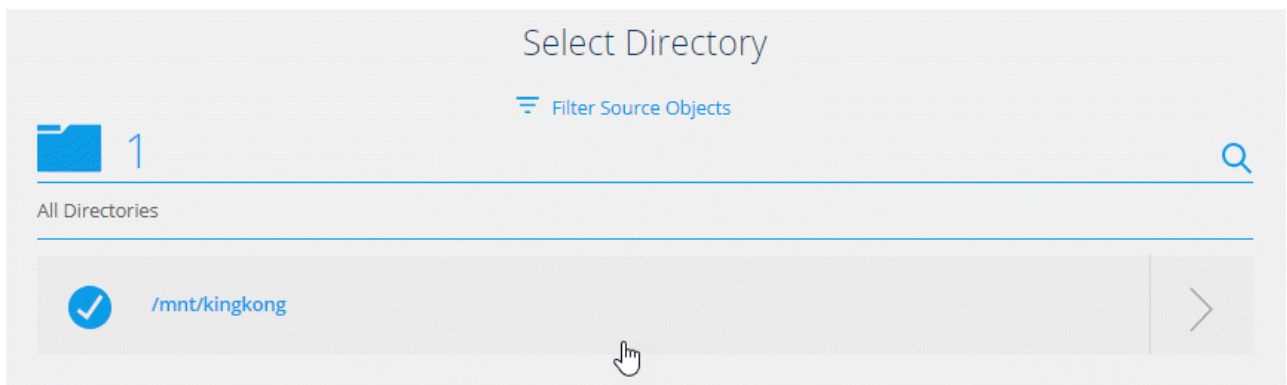 Select Directory
Filter Source Objects
1
All Directories
/mnt/kingkong